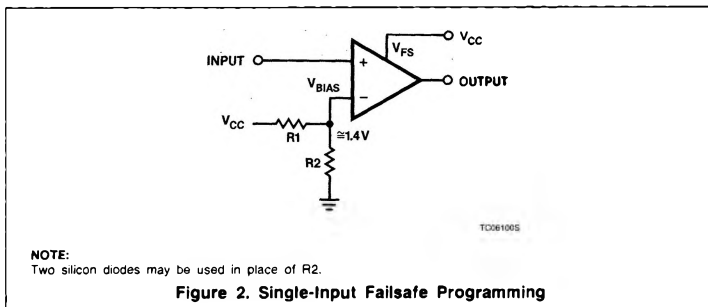 V_CC
V_FS
INPUT
+
OUTPUT
V_BIAS
−
V_CC
≅1.4V
R1
R2
TC06100S
NOTE:
Two silicon diodes may be used in place of R2.
Figure 2. Single-Input Failsafe Programming